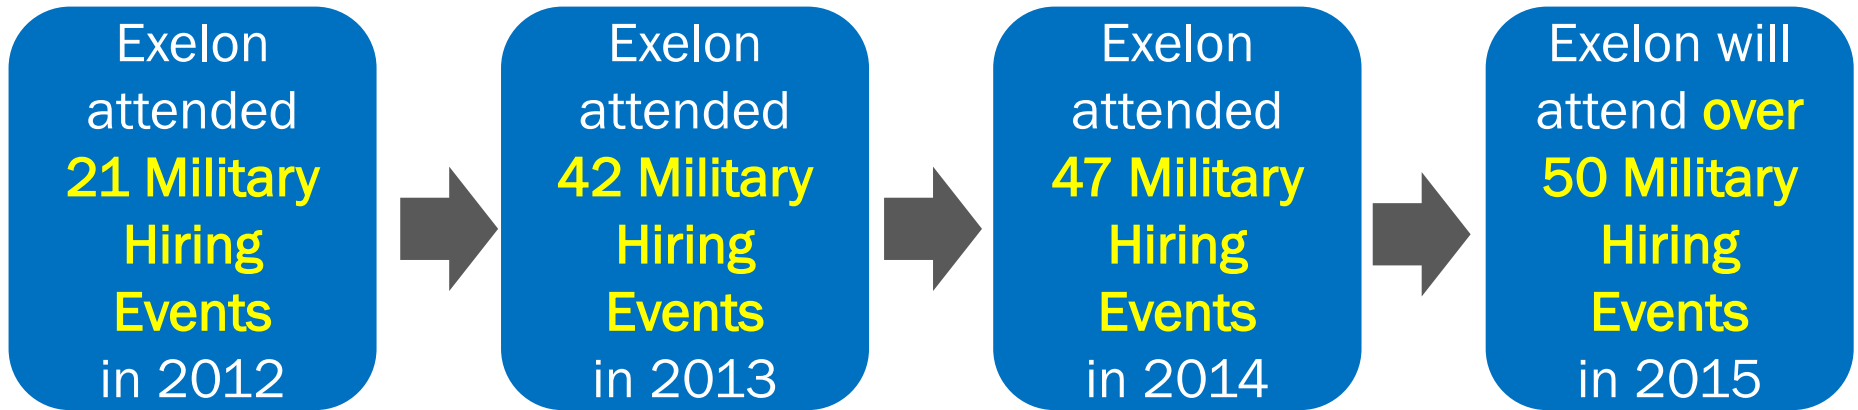 Exelon
attended
21 Military
Hiring
Events
in 2012
Exelon
attended
42 Military
Hiring
Events
in 2013
Exelon
attended
47 Military
Hiring
Events
in 2014
Exelon will
attend over
50 Military
Hiring
Events
in 2015